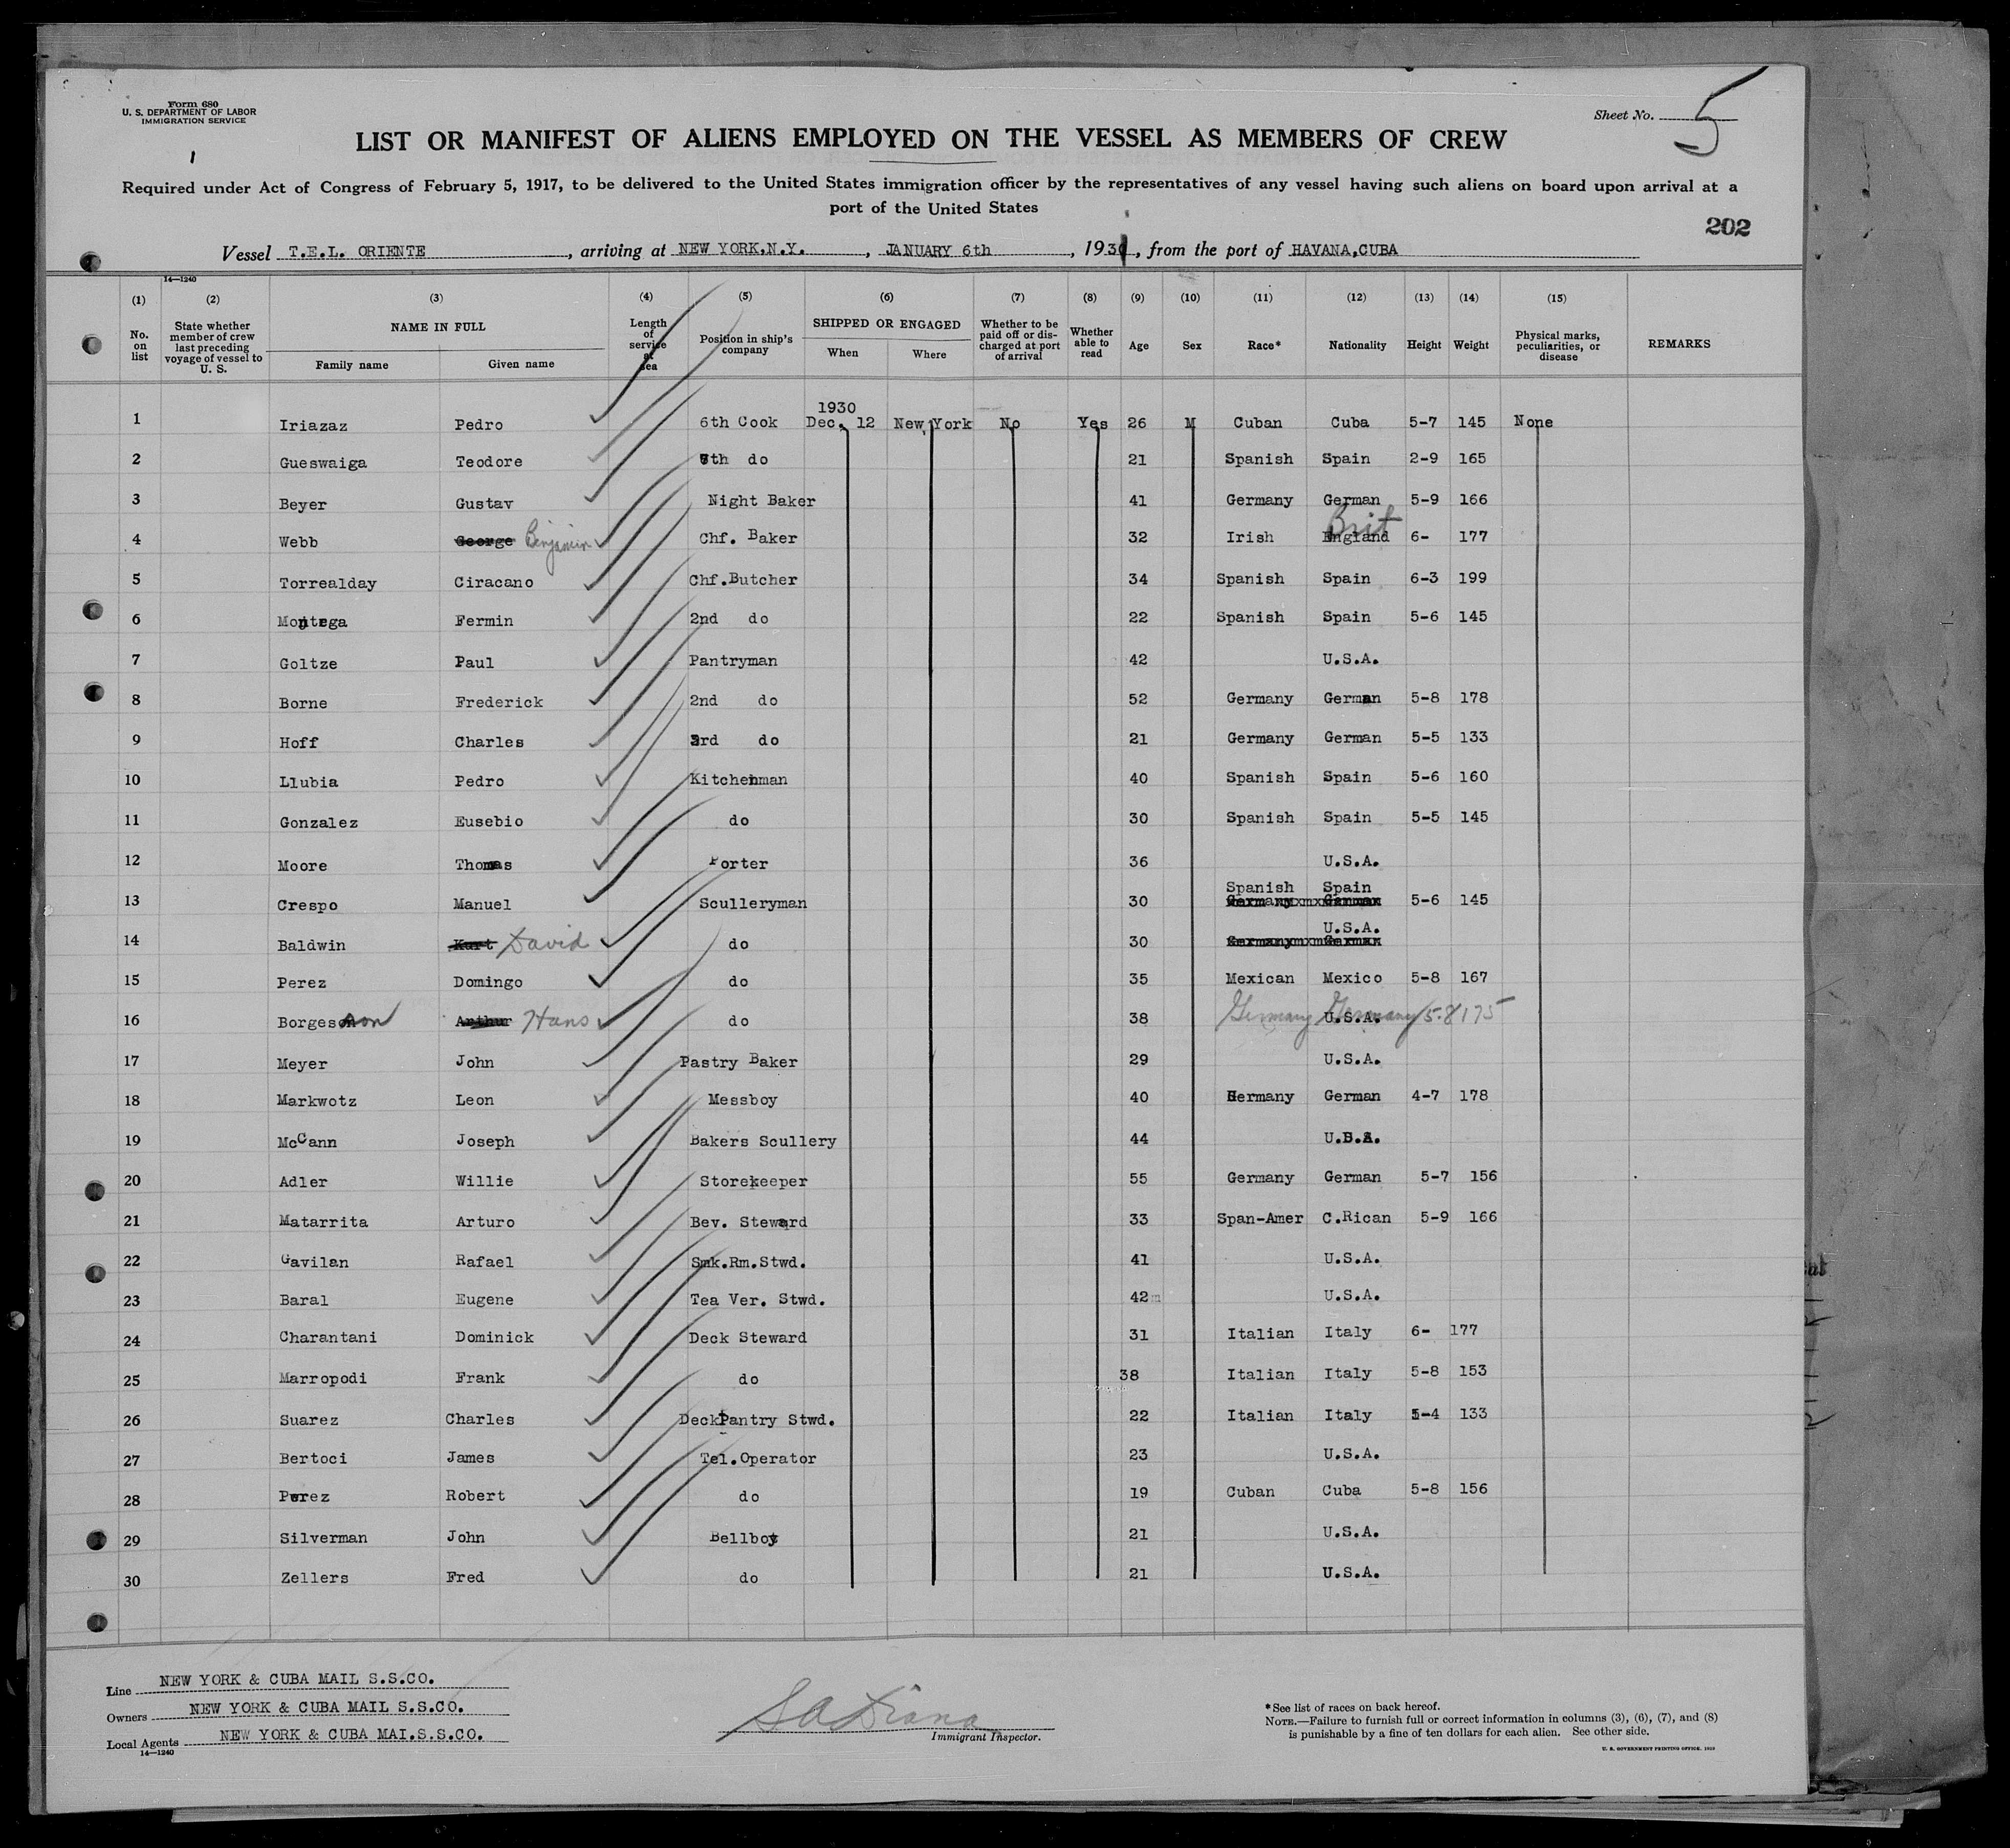 Form 680
U. S. DEPARTMENT OF LABOR
IMMIGRATION SERVICE
Sheet No. 5
LIST OR MANIFEST OF ALIENS EMPLOYED ON THE VESSEL AS MEMBERS OF CREW
Required under Act of Congress of February 5, 1917, to be delivered to the United States immigration officer by the representatives of any vessel having such aliens on board upon arrival at a
port of the United States
202
Vessel T.E.L. ORIENTE, arriving at NEW YORK,N.Y., JANUARY 6th, 1931, from the port of HAVANA,CUBA
14—1240
(1) (2) (3) (4) (5) (6) (7) (8) (9) (10) (11) (12) (13) (14) (15)
No. on list State whether member of crew last preceding voyage of vessel to U. S. NAME IN FULL Family name Given name Length of service at sea Position in ship's company SHIPPED OR ENGAGED When Where Whether to be paid off or discharged at port of arrival Whether able to read Age Sex Race* Nationality Height Weight Physical marks, peculiarities, or disease REMARKS
1930
1 Iriazaz Pedro 6th Cook Dec. 12 New York No Yes 26 M Cuban Cuba 5-7 145 None
2 Gueswaiga Teodore 7th do 21 Spanish Spain 2-9 165
3 Beyer Gustav Night Baker 41 Germany German 5-9 166
4 Webb George Benjamin Chf. Baker 32 Irish England Brit 6- 177
5 Torrealday Ciracano Chf.Butcher 34 Spanish Spain 6-3 199
6 Fermin 2nd do 22 Spanish Spain 5-6 145
7 Goltze Paul Pantryman 42 U.S.A.
8 Borne Frederick 2nd do 52 Germany German 5-8 178
9 Hoff Charles 3rd do 21 Germany German 5-5 133
10 Llubia Pedro Kitchenman 40 Spanish Spain 5-6 160
11 Gonzalez Eusebio do 30 Spanish Spain 5-5 145
12 Moore Thomas Porter 36 U.S.A.
13 Crespo Manuel Sculleryman 30 Germany German Spanish Spain 5-6 145
14 Baldwin Kurt David do 30 Germany German U.S.A.
15 Perez Domingo do 35 Mexican Mexico 5-8 167
16 Borgesson Arthur Hans do 38 Germany U.S.A. Germany 5-8 175
17 Meyer John Pastry Baker 29 U.S.A.
18 Markwotz Leon Messboy 40 Germany German 4-7 178
19 McCann Joseph Bakers Scullery 44 U.S.A.
20 Adler Willie Storekeeper 55 Germany German 5-7 156
21 Matarrita Arturo Bev. Steward 33 Span-Amer C.Rican 5-9 166
22 Gavilan Rafael Smk.Rm.Stwd. 41 U.S.A.
23 Baral Eugene Tea Ver. Stwd. 42 U.S.A.
24 Charantani Dominick Deck Steward 31 Italian Italy 6- 177
25 Marropodi Frank do 38 Italian Italy 5-8 153
26 Suarez Charles Deck Pantry Stwd. 22 Italian Italy 5-4 133
27 Bertoci James Tel.Operator 23 U.S.A.
28 Perez Robert do 19 Cuban Cuba 5-8 156
29 Silverman John Bellboy 21 U.S.A.
30 Zellers Fred do 21 U.S.A.
Line NEW YORK & CUBA MAIL S.S.CO.
Owners NEW YORK & CUBA MAIL S.S.CO.
Local Agents NEW YORK & CUBA MAI.S.S.CO.
14—1240
Immigrant Inspector.
*See list of races on back hereof.
NOTE.—Failure to furnish full or correct information in columns (3), (6), (7), and (8)
is punishable by a fine of ten dollars for each alien. See other side.